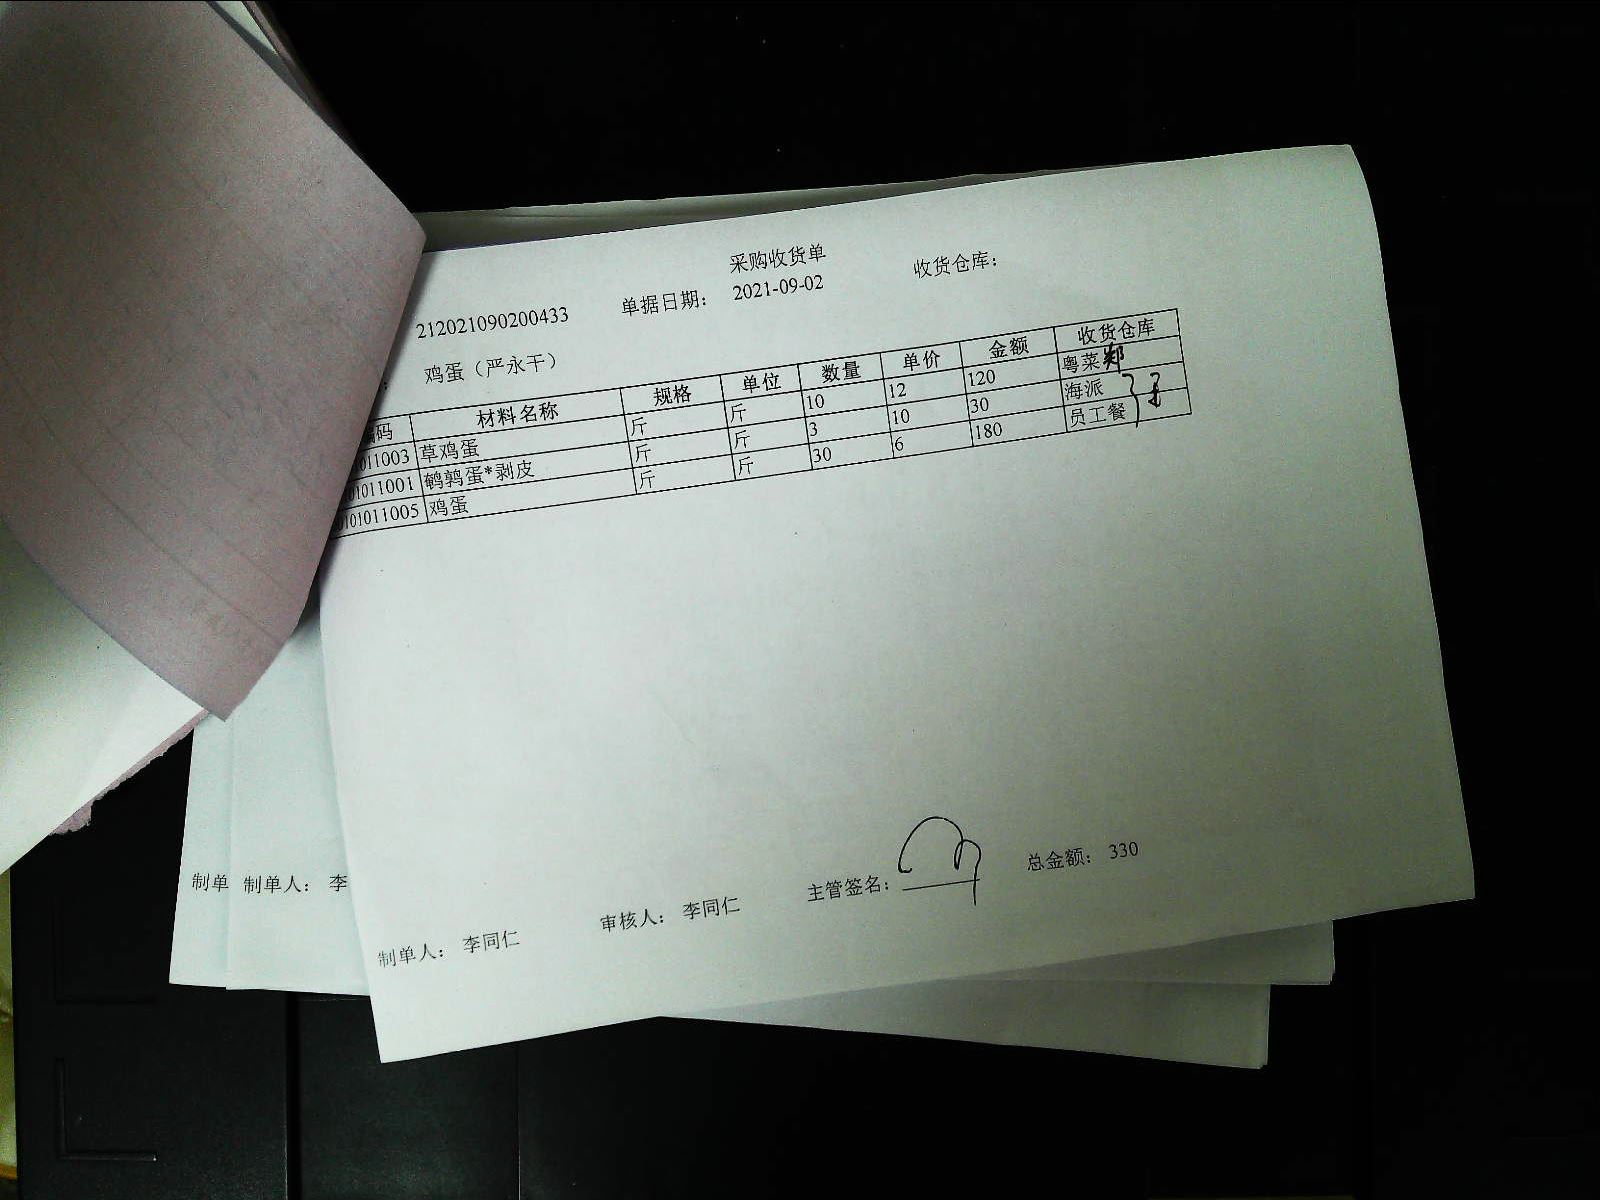 采购收货单
212021090200433 单据日期： 2021-09-02 收货仓库：
： 鸡蛋（严永干）
编码 材料名称 规格 单位 数量 单价 金额 收货仓库
01011003 草鸡蛋 斤 斤 10 12 120 粤菜 郑
01011001 鹌鹑蛋*剥皮 斤 斤 3 10 30 海派
0101011005 鸡蛋 斤 斤 30 6 180 员工餐
制单人： 李同仁 审核人： 李同仁 主管签名： 总金额： 330
制单 制单人： 李